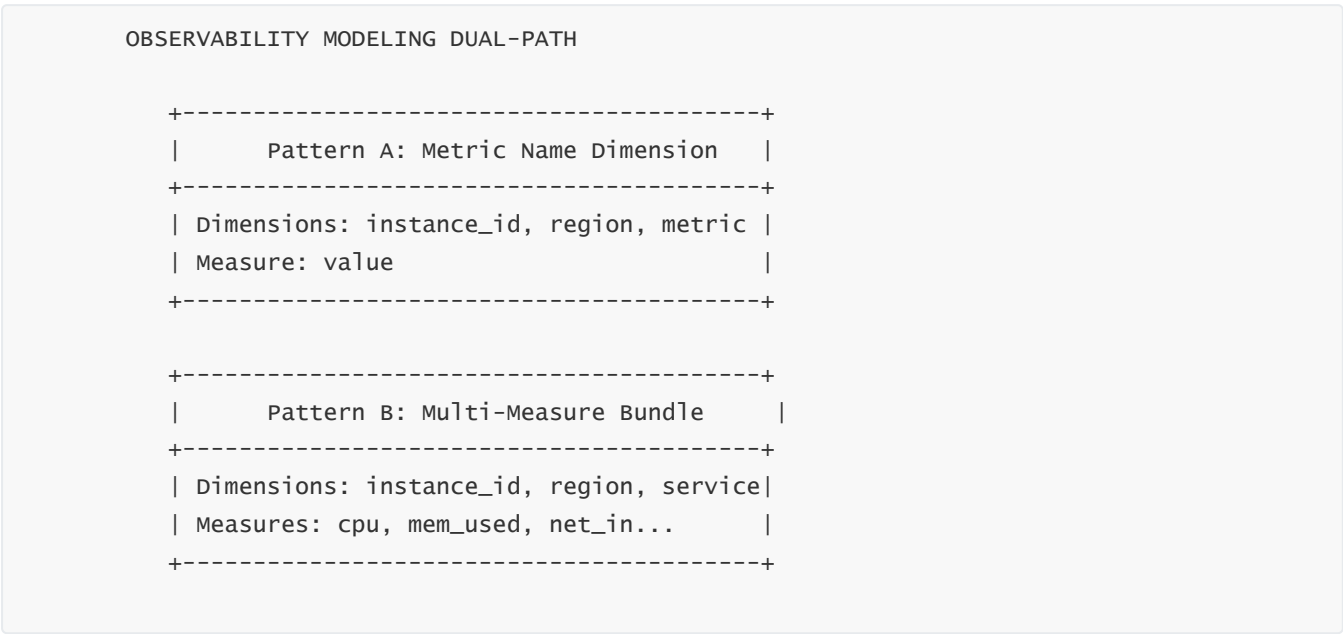 OBSERVABILITY MODELING DUAL-PATH
+-----------------------------------------+
|      Pattern A: Metric Name Dimension   |
+-----------------------------------------+
| Dimensions: instance_id, region, metric |
| Measure: value                          |
+-----------------------------------------+
+-----------------------------------------+
|      Pattern B: Multi-Measure Bundle     |
+-----------------------------------------+
| Dimensions: instance_id, region, service|
| Measures: cpu, mem_used, net_in...      |
+-----------------------------------------+